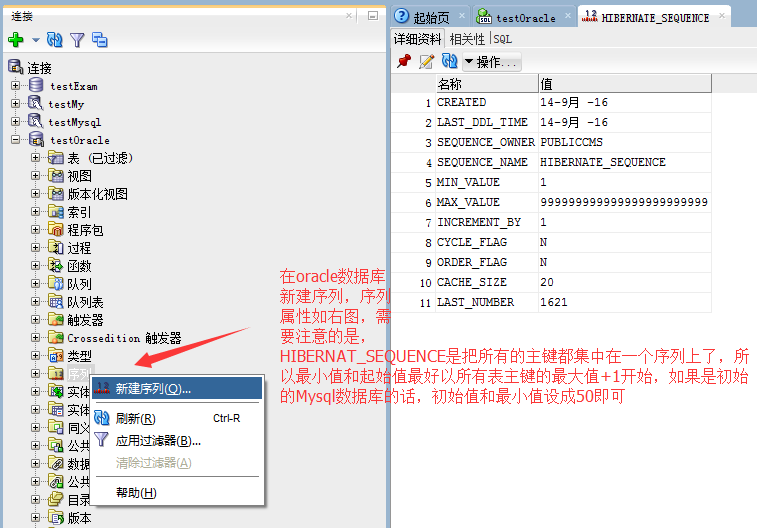 连接
连接
testExam
testMy
testMysql
testOracle
表 (已过滤)
视图
版本化视图
索引
程序包
过程
函数
队列
队列表
触发器
Crossedition 触发器
类型
序列
实体
实体
同义
公共
数据
公共
目录
版本
新建序列(Q)...
刷新(R) Ctrl-R
应用过滤器(B)...
清除过滤器(A)
帮助(H)
起始页 testOracle HIBERNATE_SEQUENCE
详细资料 相关性 SQL
操作...
名称 值
1 CREATED 14-9月 -16
2 LAST_DDL_TIME 14-9月 -16
3 SEQUENCE_OWNER PUBLICCMS
4 SEQUENCE_NAME HIBERNATE_SEQUENCE
5 MIN_VALUE 1
6 MAX_VALUE 9999999999999999999999999999
7 INCREMENT_BY 1
8 CYCLE_FLAG N
9 ORDER_FLAG N
10 CACHE_SIZE 20
11 LAST_NUMBER 1621
在oracle数据库
新建序列，序列
属性如右图，需
要注意的是，
HIBERNAT_SEQUENCE是把所有的主键都集中在一个序列上了，所
以最小值和起始值最好以所有表主键的最大值+1开始，如果是初始
的Mysql数据库的话，初始值和最小值设成50即可